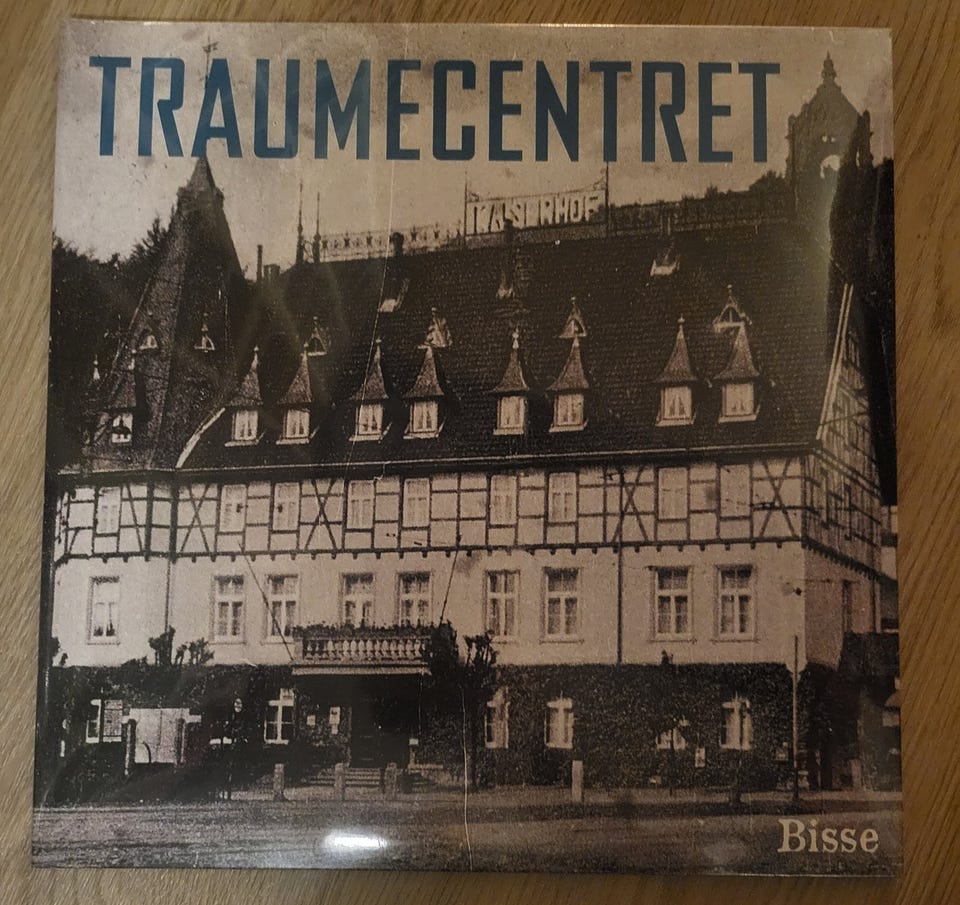 TRAUMECENTRET
KAISERHOF
Bisse